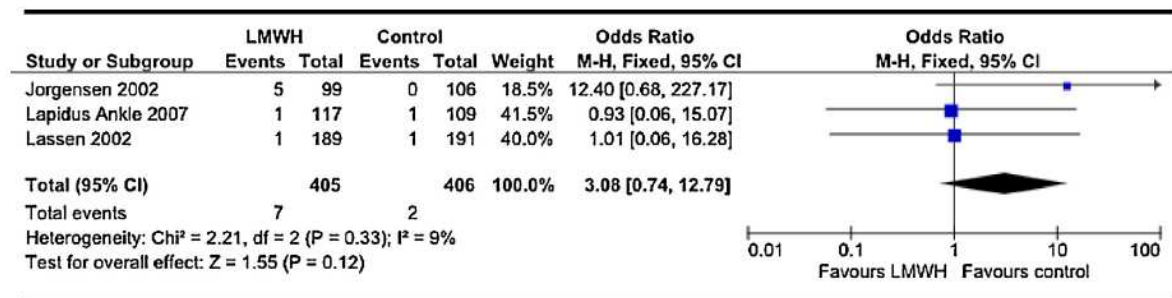 LMWH Control Odds Ratio Odds Ratio
Study or Subgroup Events Total Events Total Weight M-H, Fixed, 95% CI M-H, Fixed, 95% CI
Jorgensen 2002 5 99 0 106 18.5% 12.40 [0.68, 227.17]
Lapidus Ankle 2007 1 117 1 109 41.5% 0.93 [0.06, 15.07]
Lassen 2002 1 189 1 191 40.0% 1.01 [0.06, 16.28]
Total (95% CI) 405 406 100.0% 3.08 [0.74, 12.79]
Total events 7 2
Heterogeneity: Chi² = 2.21, df = 2 (P = 0.33); I² = 9%
Test for overall effect: Z = 1.55 (P = 0.12)
0.01 0.1 1 10 100
Favours LMWH Favours control